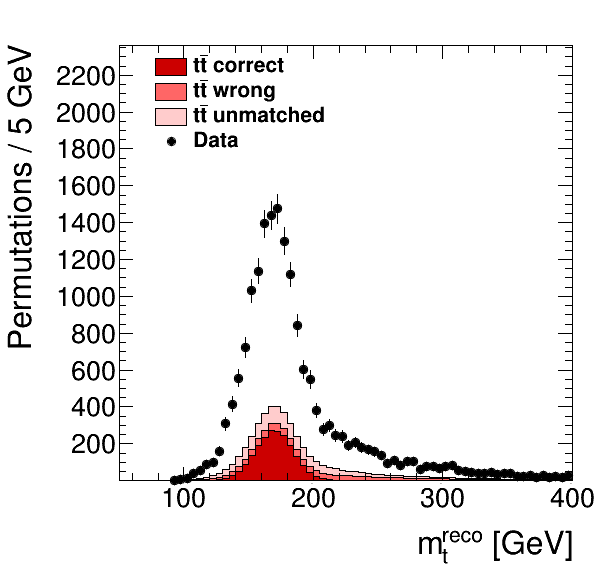 Permutations / 5 GeV
2200
2000
1800
1600
1400
1200
1000
800
600
400
200
tt̄ correct
tt̄ wrong
tt̄ unmatched
Data
100 200 300 400
m_t^reco [GeV]